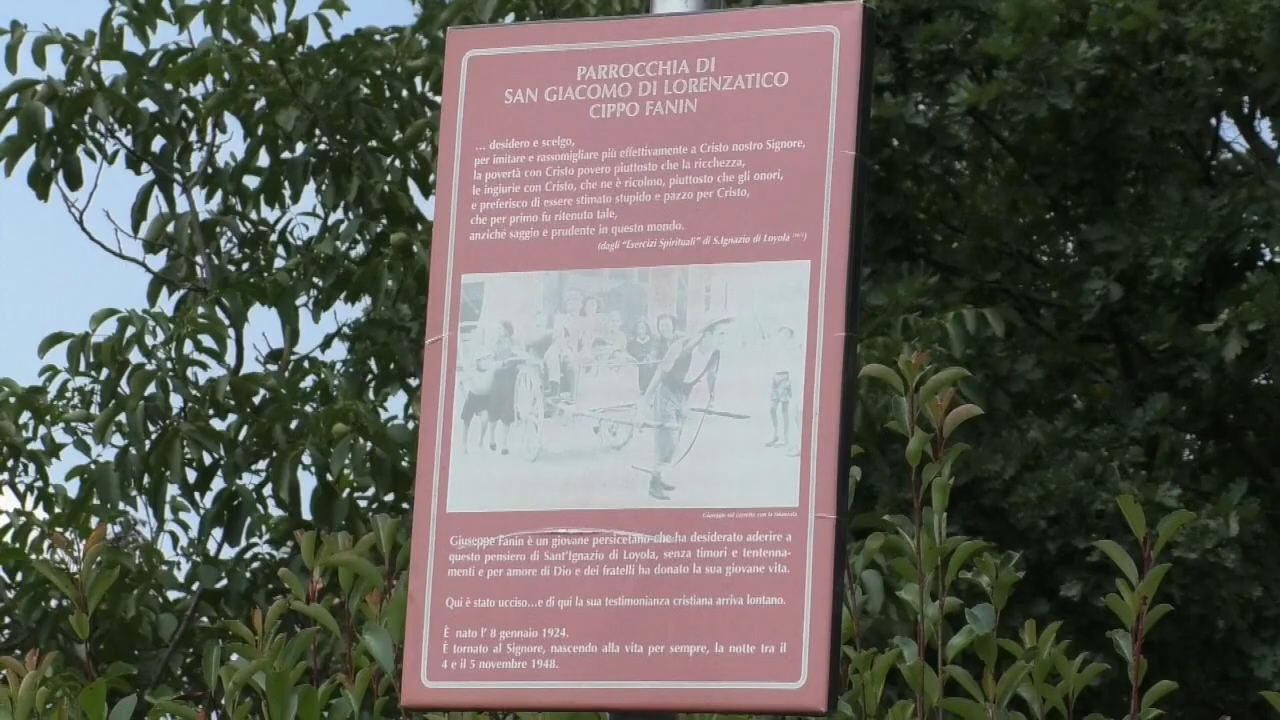 PARROCCHIA DI
SAN GIACOMO DI LORENZATICO
CIPPO FANIN
... desidero e scelgo,
per imitare e rassomigliare più effettivamente a Cristo nostro Signore,
la povertà con Cristo povero piuttosto che la ricchezza,
le ingiurie con Cristo, che ne è ricolmo, piuttosto che gli onori,
e preferisco di essere stimato stupido e pazzo per Cristo,
che per primo fu ritenuto tale,
anziché saggio e prudente in questo mondo.
(dagli "Esercizi Spirituali" di S.Ignazio di Loyola
Giuseppe sul carretto con la fidanzata
Giuseppe Fanin è un giovane persicetano che ha desiderato aderire a
questo pensiero di Sant'Ignazio di Loyola, senza timori e tentenna-
menti e per amore di Dio e dei fratelli ha donato la sua giovane vita.
Qui è stato ucciso...e di qui la sua testimonianza cristiana arriva lontano.
È nato l' 8 gennaio 1924.
È tornato al Signore, nascendo alla vita per sempre, la notte tra il
4 e il 5 novembre 1948.